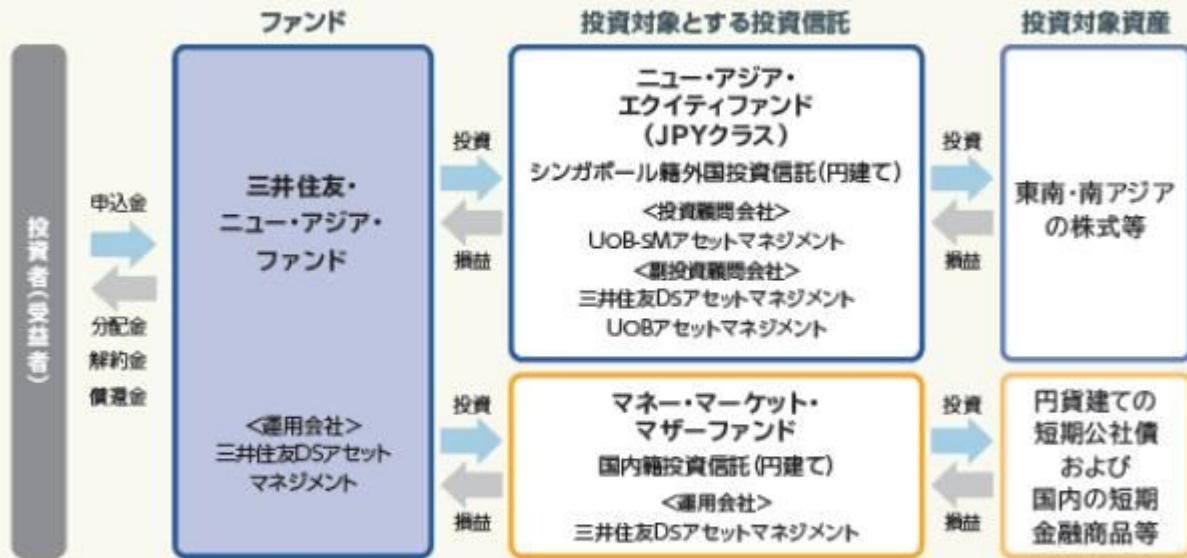 ファンド
投資対象とする投資信託
投資対象資産
投資者(受益者)
申込金
分配金
解約金
償還金
三井住友・
ニュー・アジア・
ファンド
<運用会社>
三井住友DSアセット
マネジメント
投資
損益
ニュー・アジア・
エクイティファンド
(JPYクラス)
シンガポール籍外国投資信託(円建て)
<投資顧問会社>
UOB-SMアセットマネジメント
<副投資顧問会社>
三井住友DSアセットマネジメント
UOBアセットマネジメント
投資
損益
東南・南アジア
の株式等
投資
損益
マネー・マーケット・
マザーファンド
国内籍投資信託(円建て)
<運用会社>
三井住友DSアセットマネジメント
投資
損益
円貨建ての
短期公社債
および
国内の短期
金融商品等